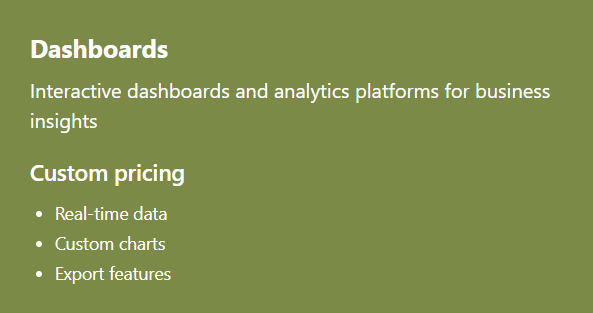 Dashboards
Interactive dashboards and analytics platforms for business
insights
Custom pricing
Real-time data
Custom charts
Export features